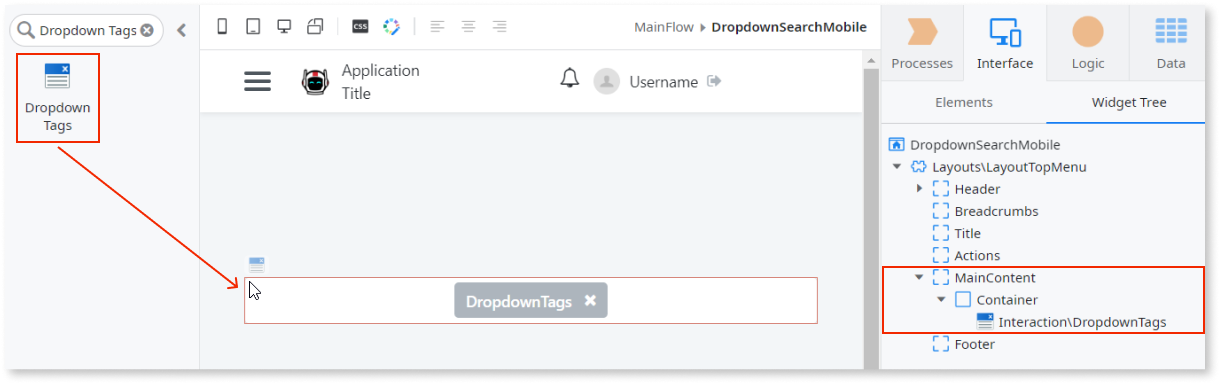 Dropdown Tags
Dropdown
Tags
css
MainFlow DropdownSearchMobile
Application
Title
Username
DropdownTags
Processes
Interface
Logic
Data
Elements
Widget Tree
DropdownSearchMobile
Layouts\LayoutTopMenu
Header
Breadcrumbs
Title
Actions
MainContent
Container
Interaction\DropdownTags
Footer